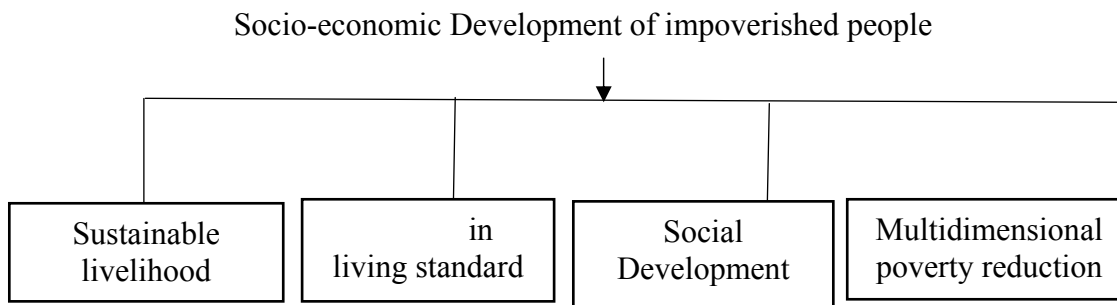 Socio-economic Development of impoverished people
Sustainable
livelihood
in
living standard
Social
Development
Multidimensional
poverty reduction